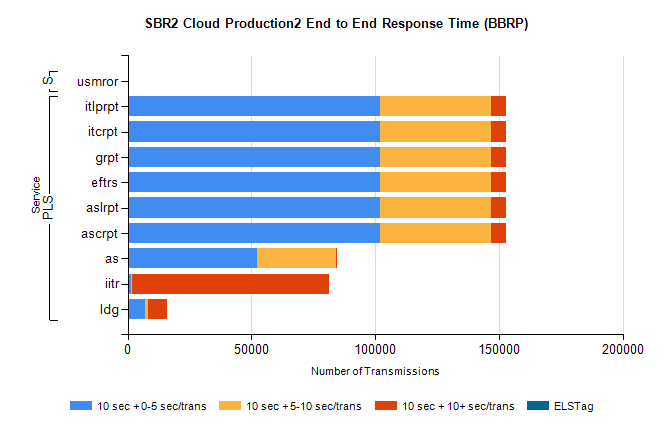 SBR2 Cloud Production2 End to End Response Time (BBRP)
usmror
itlprpt
itcrpt
grpt
eftrs
aslrpt
ascrpt
as
iitr
ldg
Service
PLS
0
50000
100000
150000
200000
Number of Transmissions
10 sec +0-5 sec/trans
10 sec +5-10 sec/trans
10 sec + 10+ sec/trans
ELSTag